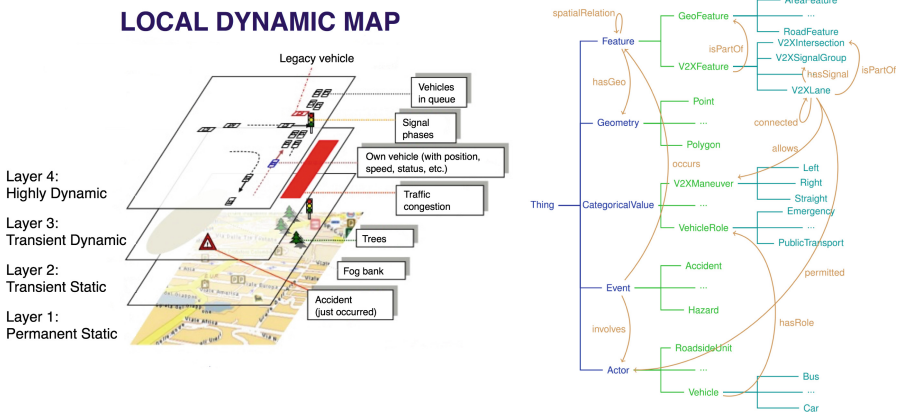 LOCAL DYNAMIC MAP
Legacy vehicle
Vehicles
in queue
Signal
phases
Own vehicle (with position,
speed, status, etc.)
Traffic
congestion
Trees
Fog bank
Accident
(just occurred)
Layer 4:
Highly Dynamic
Layer 3:
Transient Dynamic
Layer 2:
Transient Static
Layer 1:
Permanent Static
Thing
Feature
Geometry
CategoricalValue
Event
Actor
spatialRelation
hasGeo
occurs
involves
GeoFeature
isPartOf
V2XFeature
Point
...
Polygon
V2XManeuver
...
VehicleRole
Accident
...
Hazard
RoadsideUnit
...
Vehicle
AreaFeature
...
RoadFeature
V2XIntersection
V2XSignalGroup
hasSignal
isPartOf
V2XLane
connected
allows
Left
Right
Straight
Emergency
...
PublicTransport
permitted
hasRole
Bus
...
Car